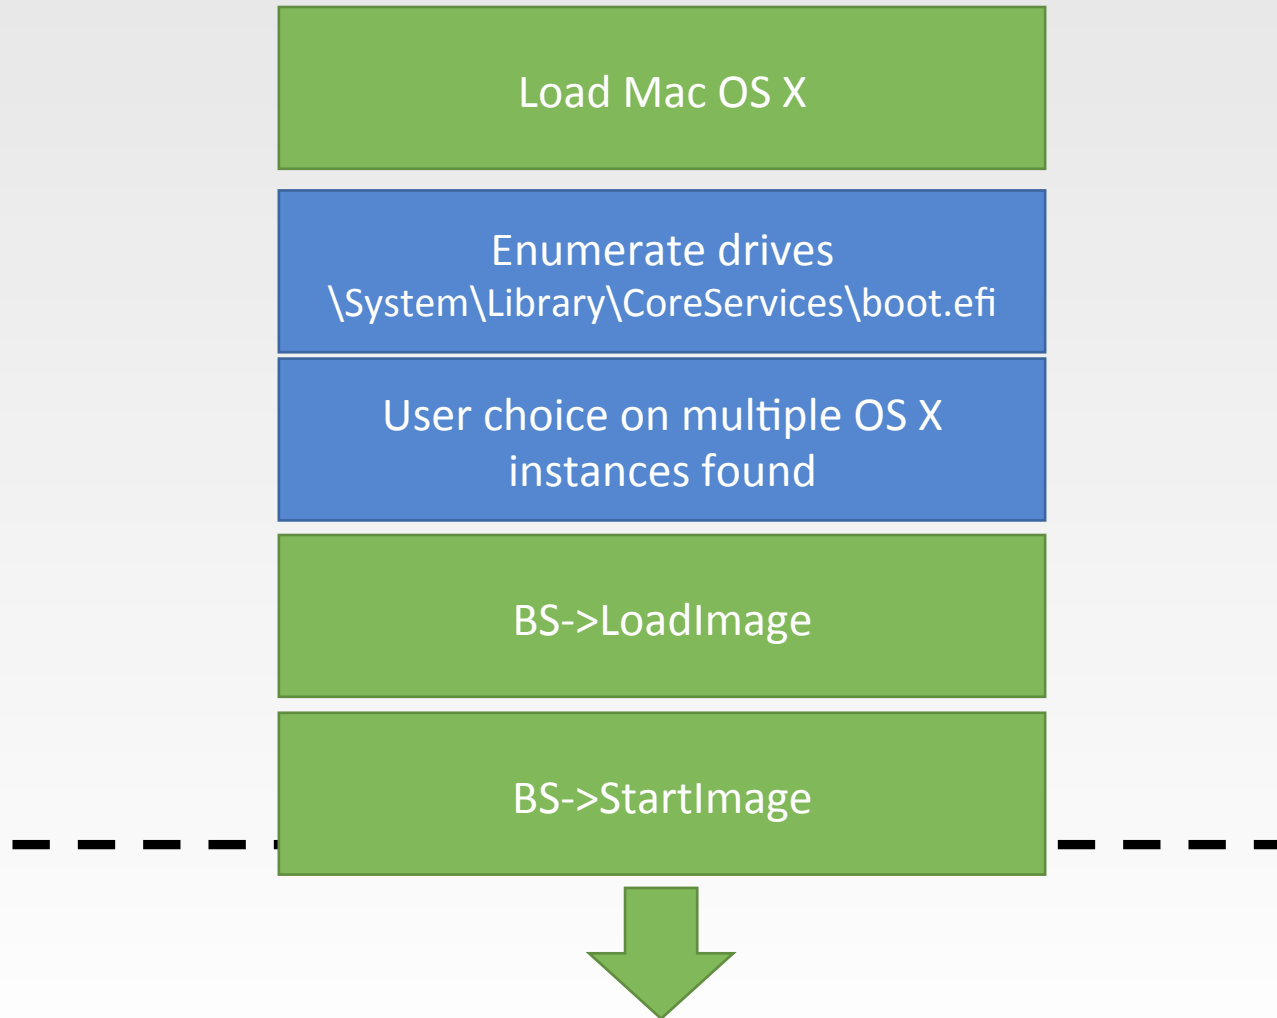 Load Mac OS X
Enumerate drives
\System\Library\CoreServices\boot.efi
User choice on multiple OS X
instances found
BS->LoadImage
BS->StartImage